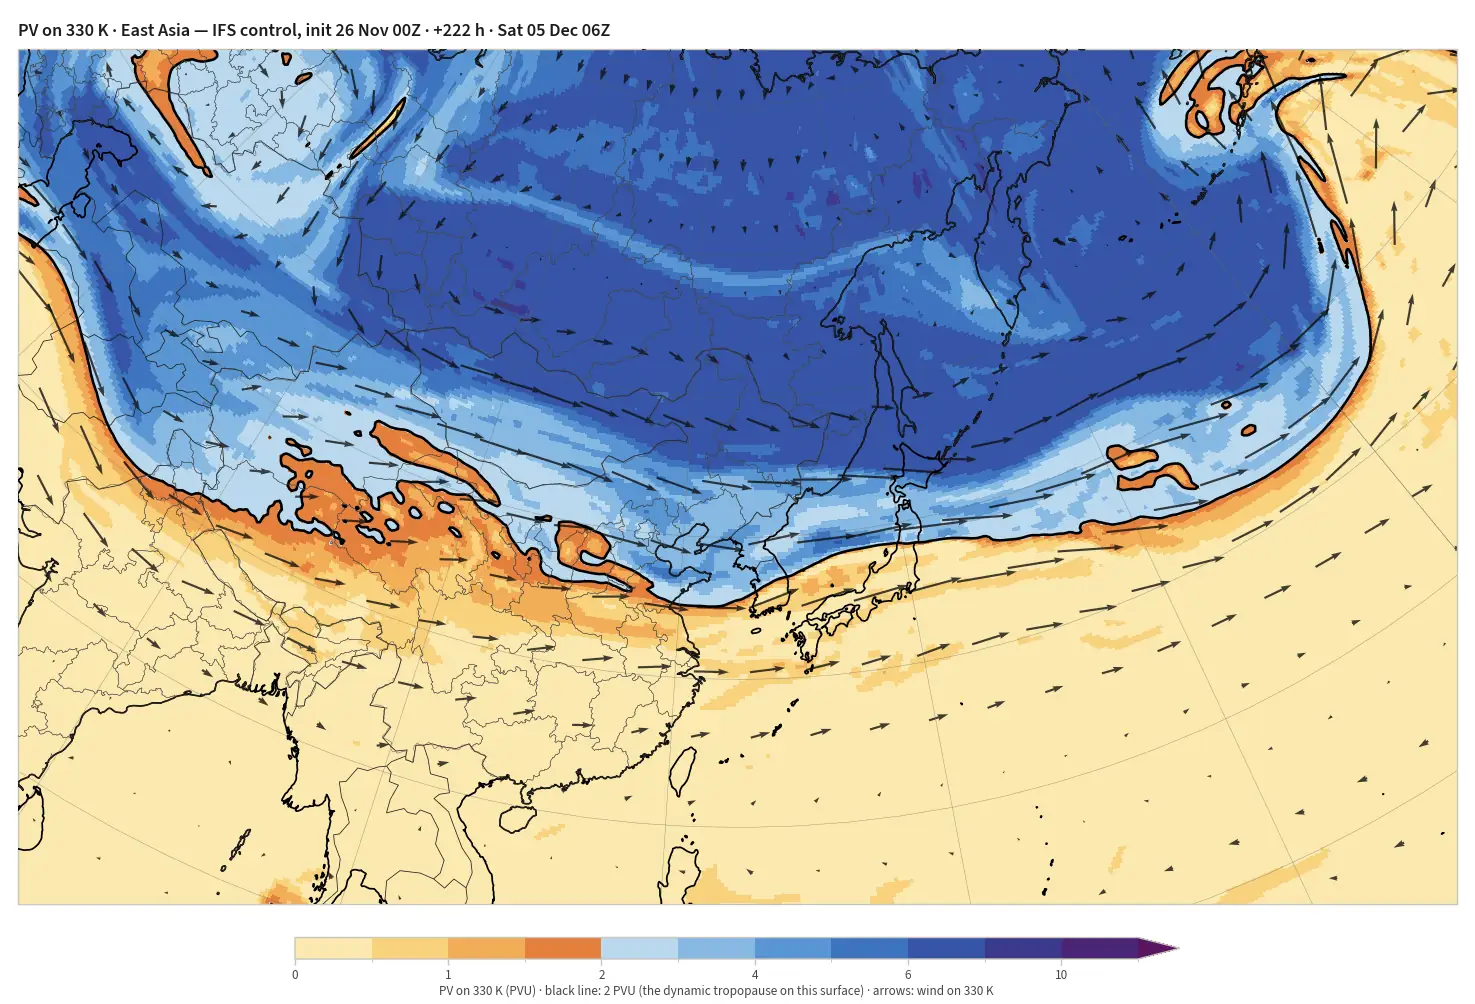 PV on 330 K · East Asia — IFS control, init 26 Nov 00Z · +222 h · Sat 05 Dec 06Z
0 1 2 4 6 10
PV on 330 K (PVU) · black line: 2 PVU (the dynamic tropopause on this surface) · arrows: wind on 330 K